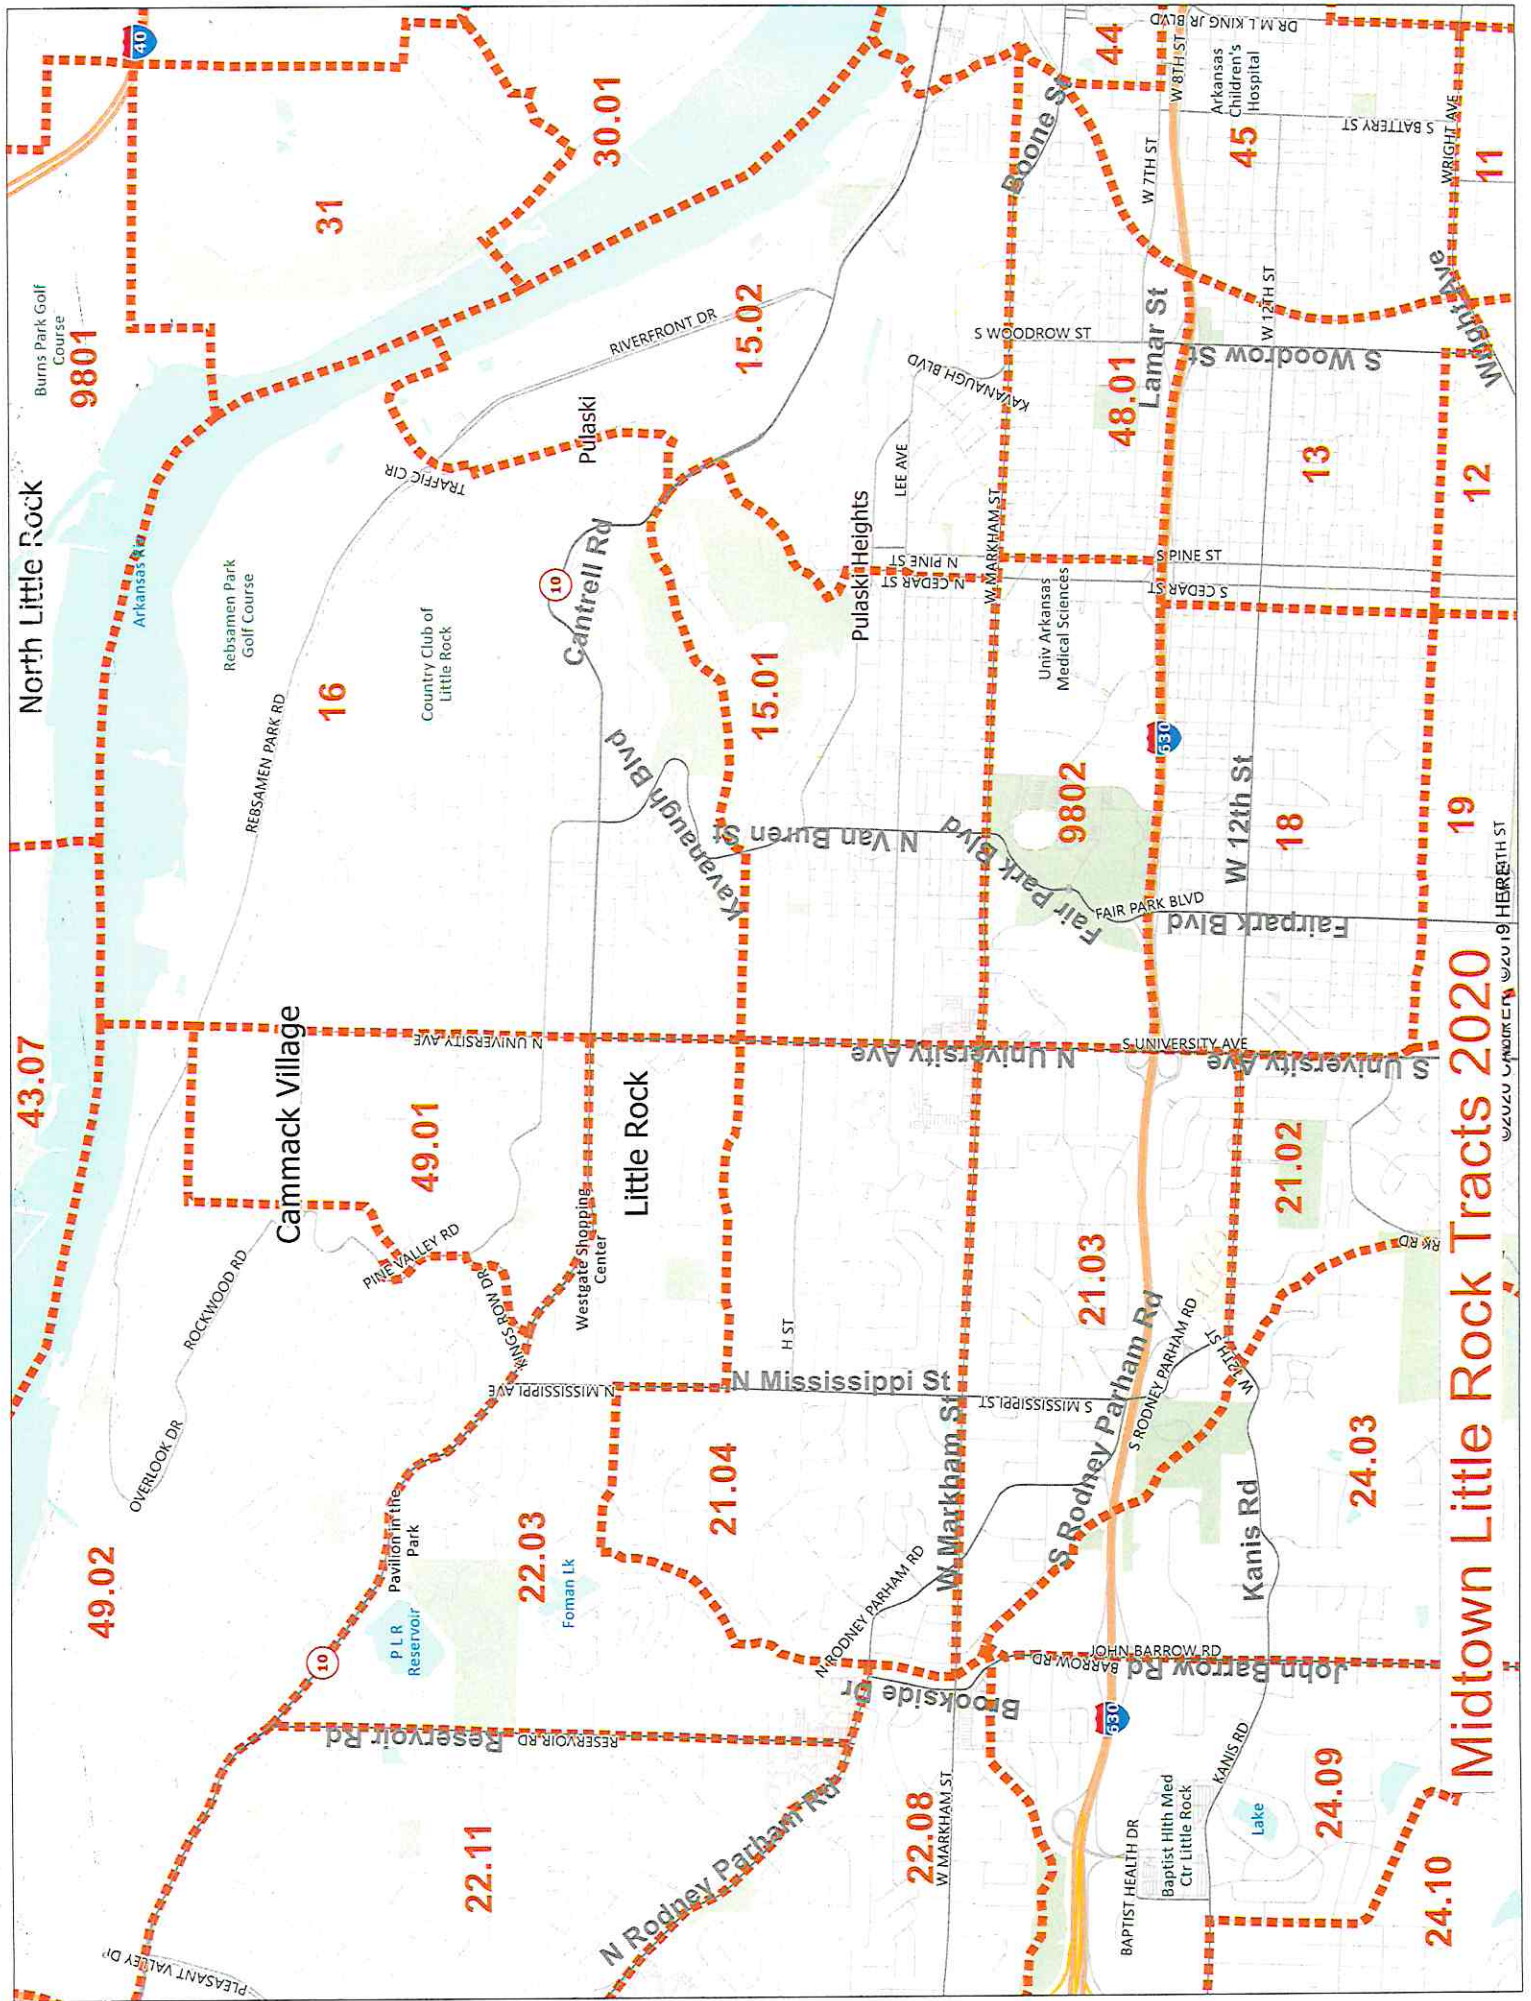 North Little Rock
43.07
49.02
40
Burns Park Golf
Course
9801
31
30.01
Arkansas Riv
Rebsamen Park
Golf Course
16
Country Club of
Little Rock
REBSAMEN PARK RD
TRAFFIC CIR
RIVERFRONT DR
Pulaski
15.02
Cantrell Rd
10
Cammack Village
49.01
N UNIVERSITY AVE
ROCKWOOD RD
OVERLOOK DR
PINE VALLEY RD
KINGS ROW DR
Westgate Shopping
Center
Little Rock
Pavilion in the
Park
P L R
Reservoir
10
22.03
Foman Lk
N MISSISSIPPI AVE
Reservoir Rd
RESERVOIR RD
PLEASANT VALLEY DR
22.11
N Rodney Parham Rd
21.04
N Mississippi St
H ST
Kavanaugh Blvd
15.01
N Van Buren St
Pulaski Heights
LEE AVE
KAVANAUGH BLVD
N PINE ST
N CEDAR ST
W MARKHAM ST
S WOODROW ST
Boone St
44
DR M L KING JR BLVD
W 8TH ST
Arkansas
Children's
Hospital
45
S BATTERY ST
WRIGHT AVE
11
W 7TH ST
Lamar St
48.01
S Woodrow St
W 12TH ST
Wright Ave
13
12
S PINE ST
S CEDAR ST
Univ Arkansas
Medical Sciences
630
9802
Fair Park Blvd
FAIR PARK BLVD
Fairpark Blvd
W 12th St
18
19
N University Ave
S UNIVERSITY AVE
S University Ave
21.03
21.02
RK RD
W Markham St
S MISSISSIPPI ST
S Rodney Parham Rd
S RODNEY PARHAM RD
W 12TH ST
N RODNEY PARHAM RD
Kanis Rd
24.03
Brookside Dr
BARROW RD
JOHN BARROW RD
John Barrow Rd
630
22.08
W MARKHAM ST
BAPTIST HEALTH DR
Baptist Hlth Med
Ctr Little Rock
KANIS RD
Lake
24.09
24.10
Midtown Little Rock Tracts 2020
©2019 HERE